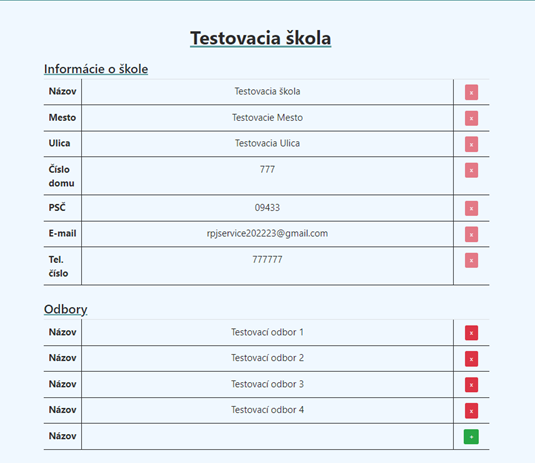 Testovacia škola
Informácie o škole
Názov Testovacia škola x
Mesto Testovacie Mesto x
Ulica Testovacia Ulica x
Číslo domu 777 x
PSČ 09433 x
E-mail rpjservice202223@gmail.com x
Tel. číslo 777777 x
Odbory
Názov Testovací odbor 1 x
Názov Testovací odbor 2 x
Názov Testovací odbor 3 x
Názov Testovací odbor 4 x
Názov +